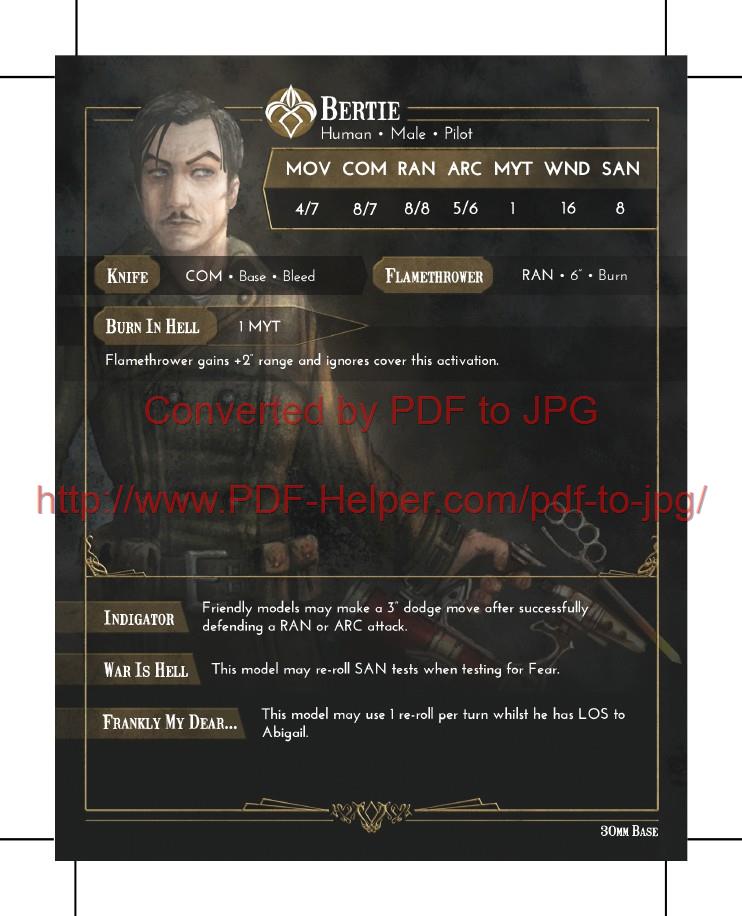 Bertie
Human • Male • Pilot
MOV COM RAN ARC MYT WND SAN
4/7 8/7 8/8 5/6 1 16 8
Knife COM • Base • Bleed Flamethrower RAN • 6" • Burn
Burn In Hell 1 MYT
Flamethrower gains +2" range and ignores cover this activation.
Converted by PDF to JPG
http://www.PDF-Helper.com/pdf-to-jpg/
Indigator Friendly models may make a 3" dodge move after successfully
defending a RAN or ARC attack.
War Is Hell This model may re-roll SAN tests when testing for Fear.
Frankly My Dear... This model may use 1 re-roll per turn whilst he has LOS to
Abigail.
30mm Base